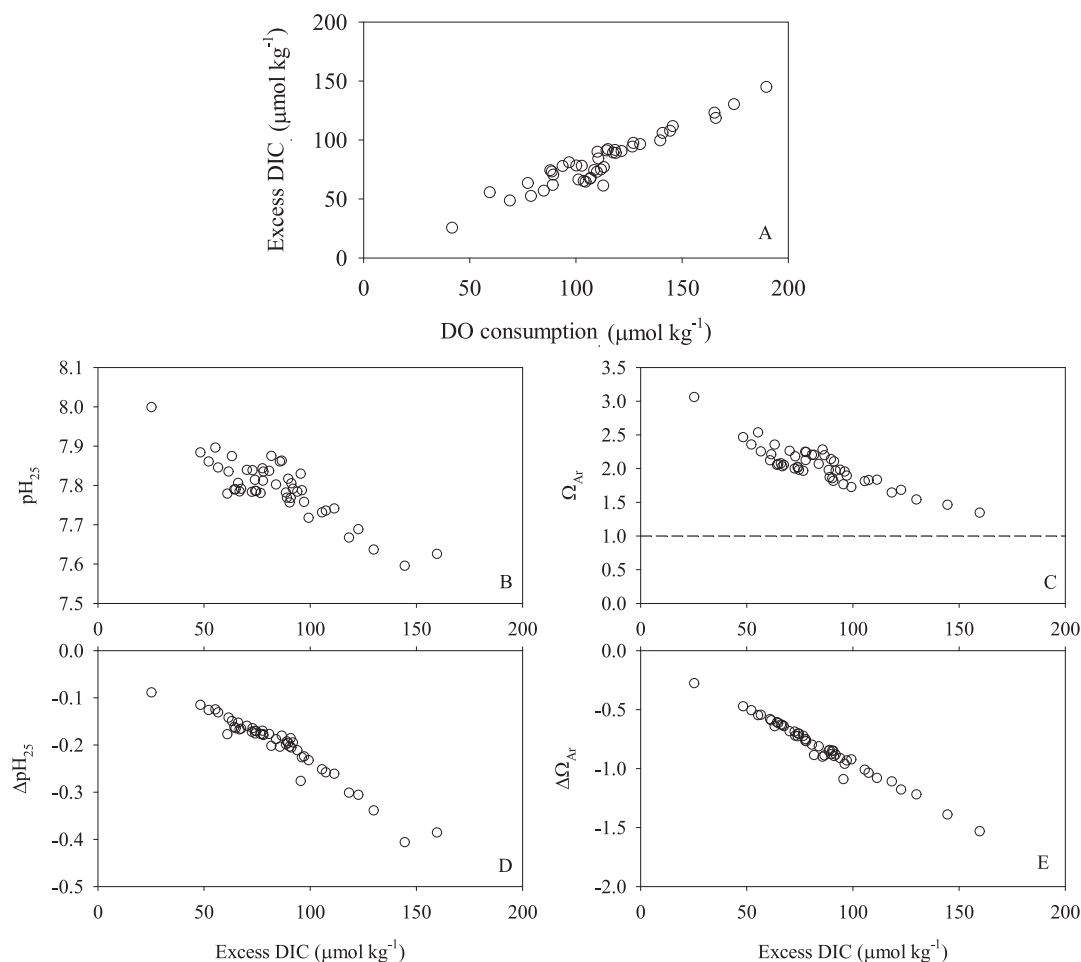 Excess DIC (μmol kg⁻¹)
200
150
100
50
0
A
0 50 100 150 200
DO consumption (μmol kg⁻¹)
pH₂₅
8.1
8.0
7.9
7.8
7.7
7.6
7.5
B
0 50 100 150 200
Ω_Ar
3.5
3.0
2.5
2.0
1.5
1.0
0.5
0.0
C
0 50 100 150 200
ΔpH₂₅
0.0
-0.1
-0.2
-0.3
-0.4
-0.5
D
0 50 100 150 200
Excess DIC (μmol kg⁻¹)
ΔΩ_Ar
0.0
-0.5
-1.0
-1.5
-2.0
E
0 50 100 150 200
Excess DIC (μmol kg⁻¹)